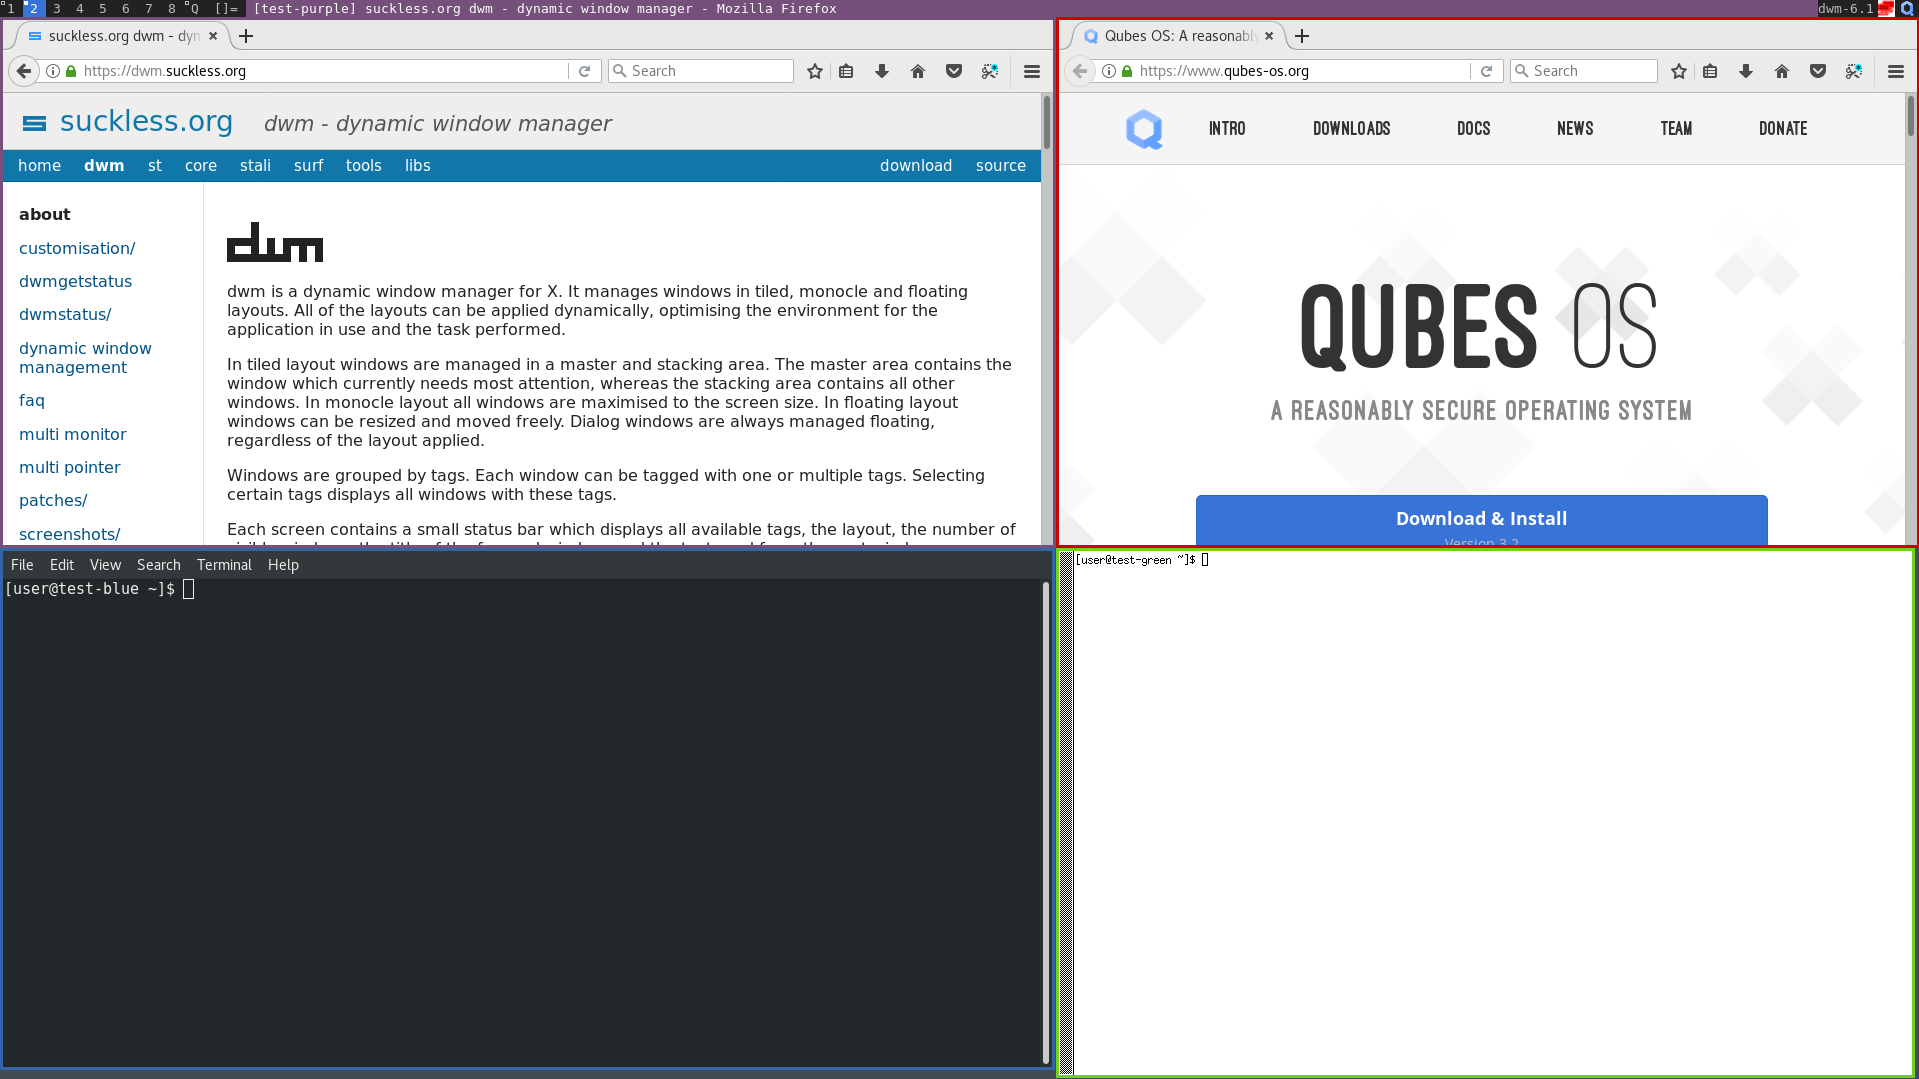 1 2 3 4 5 6 7 8 Q []= [test-purple] suckless.org dwm - dynamic window manager - Mozilla Firefox dwm-6.1
suckless.org dwm - dyn
https://dwm.suckless.org Search
suckless.org dwm - dynamic window manager
home dwm st core stali surf tools libs download source
about
customisation/
dwmgetstatus
dwmstatus/
dynamic window
management
faq
multi monitor
multi pointer
patches/
screenshots/
dwm
dwm is a dynamic window manager for X. It manages windows in tiled, monocle and floating
layouts. All of the layouts can be applied dynamically, optimising the environment for the
application in use and the task performed.
In tiled layout windows are managed in a master and stacking area. The master area contains the
window which currently needs most attention, whereas the stacking area contains all other
windows. In monocle layout all windows are maximised to the screen size. In floating layout
windows can be resized and moved freely. Dialog windows are always managed floating,
regardless of the layout applied.
Windows are grouped by tags. Each window can be tagged with one or multiple tags. Selecting
certain tags displays all windows with these tags.
Each screen contains a small status bar which displays all available tags, the layout, the number of
Qubes OS: A reasonably
https://www.qubes-os.org Search
INTRO DOWNLOADS DOCS NEWS TEAM DONATE
QUBES OS
A REASONABLY SECURE OPERATING SYSTEM
Download & Install
Version 3.2
File Edit View Search Terminal Help
[user@test-blue ~]$
[user@test-green ~]$